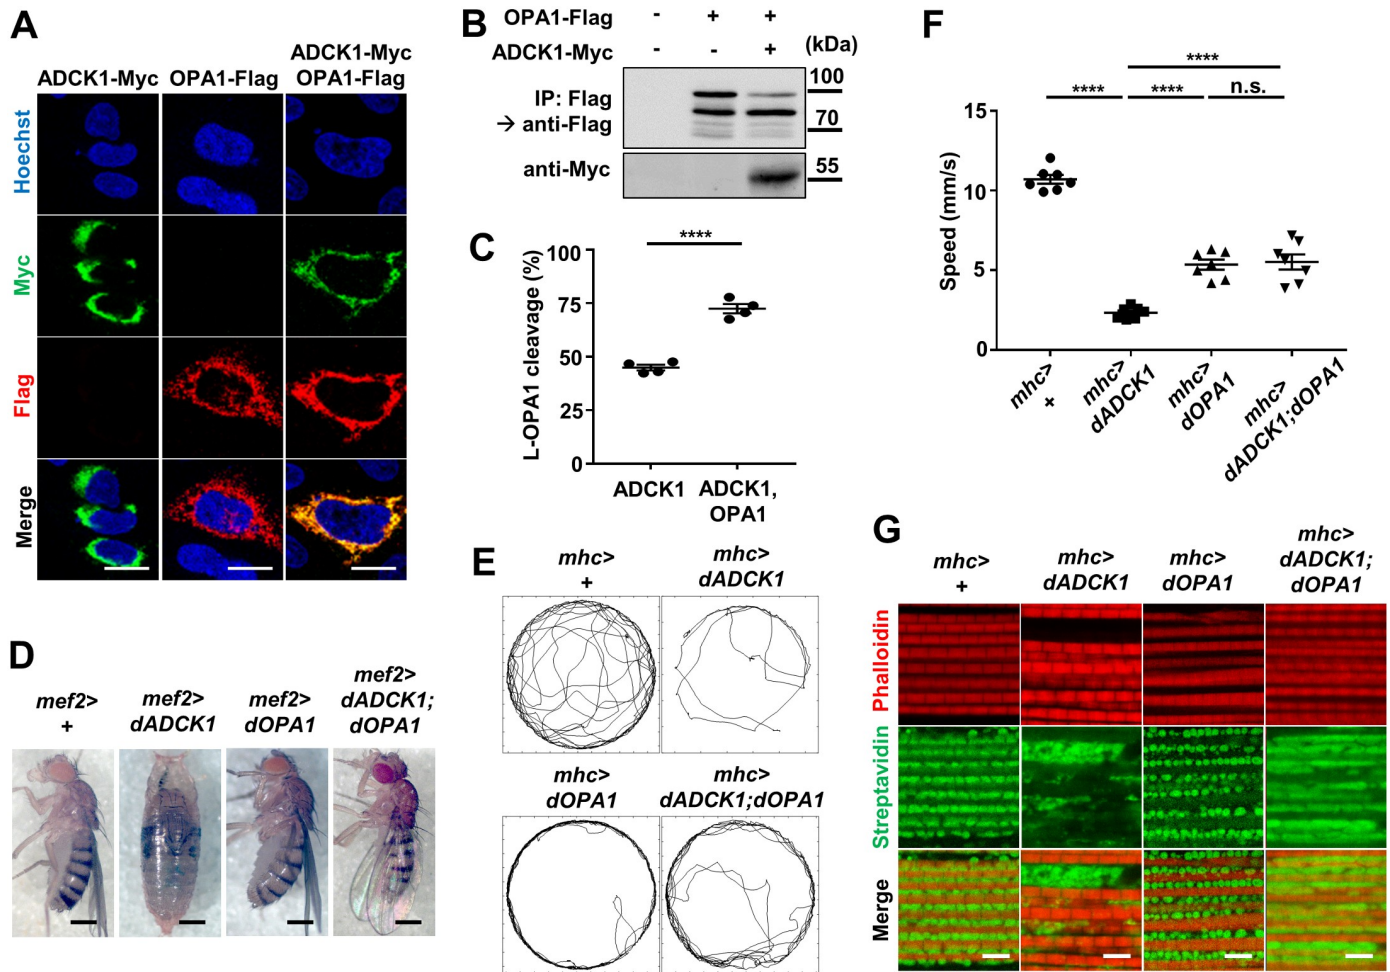 A
ADCK1-Myc
OPA1-Flag
ADCK1-Myc
OPA1-Flag
Hoechst
Myc
Flag
Merge
B
OPA1-Flag - + +
ADCK1-Myc - - +
(kDa)
IP: Flag
→ anti-Flag
100
70
anti-Myc
55
C
L-OPA1 cleavage (%)
100
75
50
25
0
****
ADCK1
ADCK1,
OPA1
D
mef2>
+
mef2>
dADCK1
mef2>
dOPA1
mef2>
dADCK1;
dOPA1
E
mhc>
+
mhc>
dADCK1
mhc>
dOPA1
mhc>
dADCK1;dOPA1
F
Speed (mm/s)
15
10
5
0
****
**** **** n.s.
mhc>
+
mhc>
dADCK1
mhc>
dOPA1
mhc>
dADCK1;dOPA1
G
mhc>
+
mhc>
dADCK1
mhc>
dOPA1
mhc>
dADCK1;
dOPA1
Phalloidin
Streptavidin
Merge